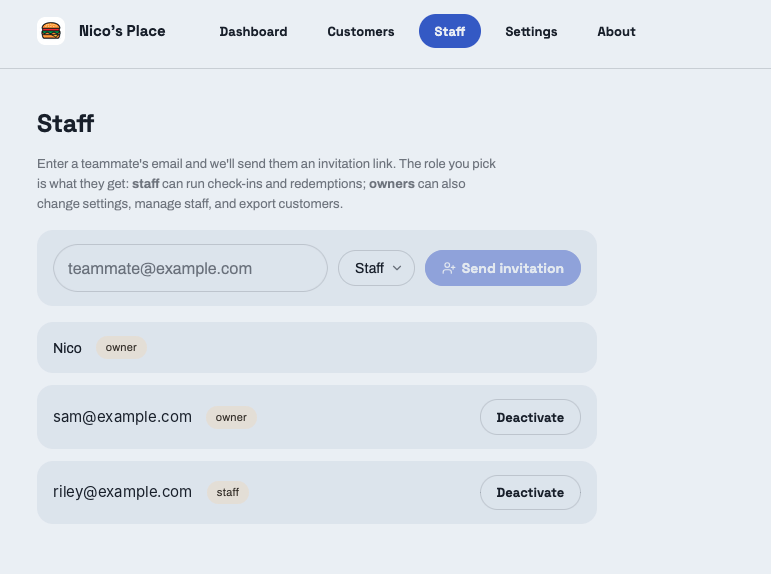 Nico's Place
Dashboard
Customers
Staff
Settings
About
Staff
Enter a teammate's email and we'll send them an invitation link. The role you pick
is what they get: staff can run check-ins and redemptions; owners can also
change settings, manage staff, and export customers.
teammate@example.com
Staff
Send invitation
Nico
owner
sam@example.com
owner
Deactivate
riley@example.com
staff
Deactivate